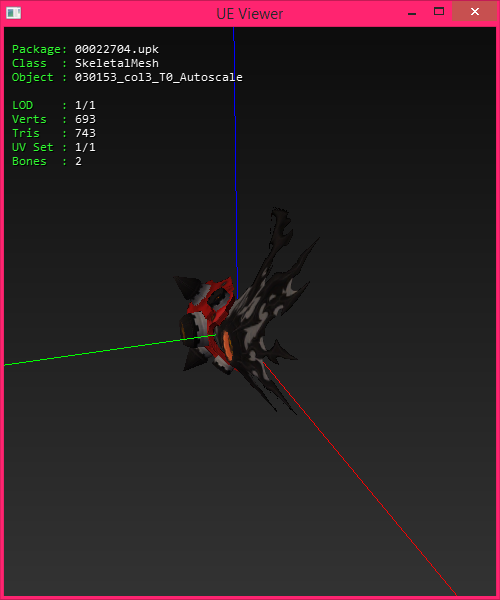 UE Viewer
Package: 00022704.upk
Class : SkeletalMesh
Object : 030153_col3_T0_Autoscale
LOD : 1/1
Verts : 693
Tris : 743
UV Set : 1/1
Bones : 2